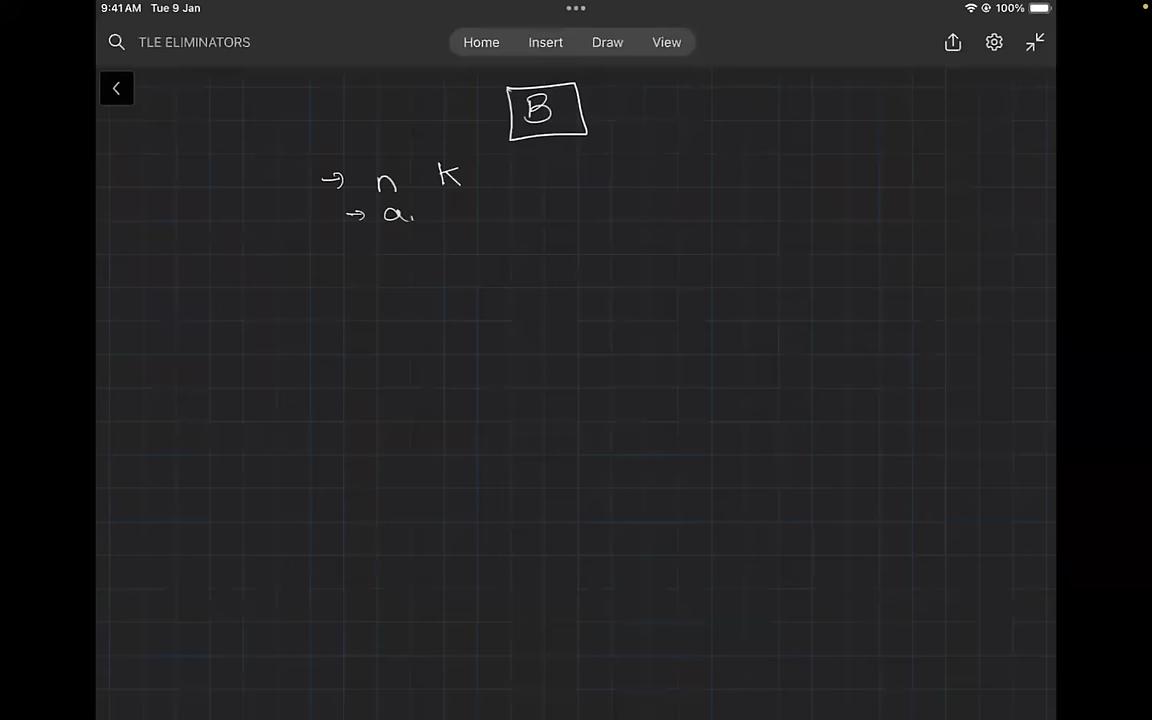 9:41 AM Tue 9 Jan 100%
TLE ELIMINATORS Home Insert Draw View
B
→ n k
→ a,